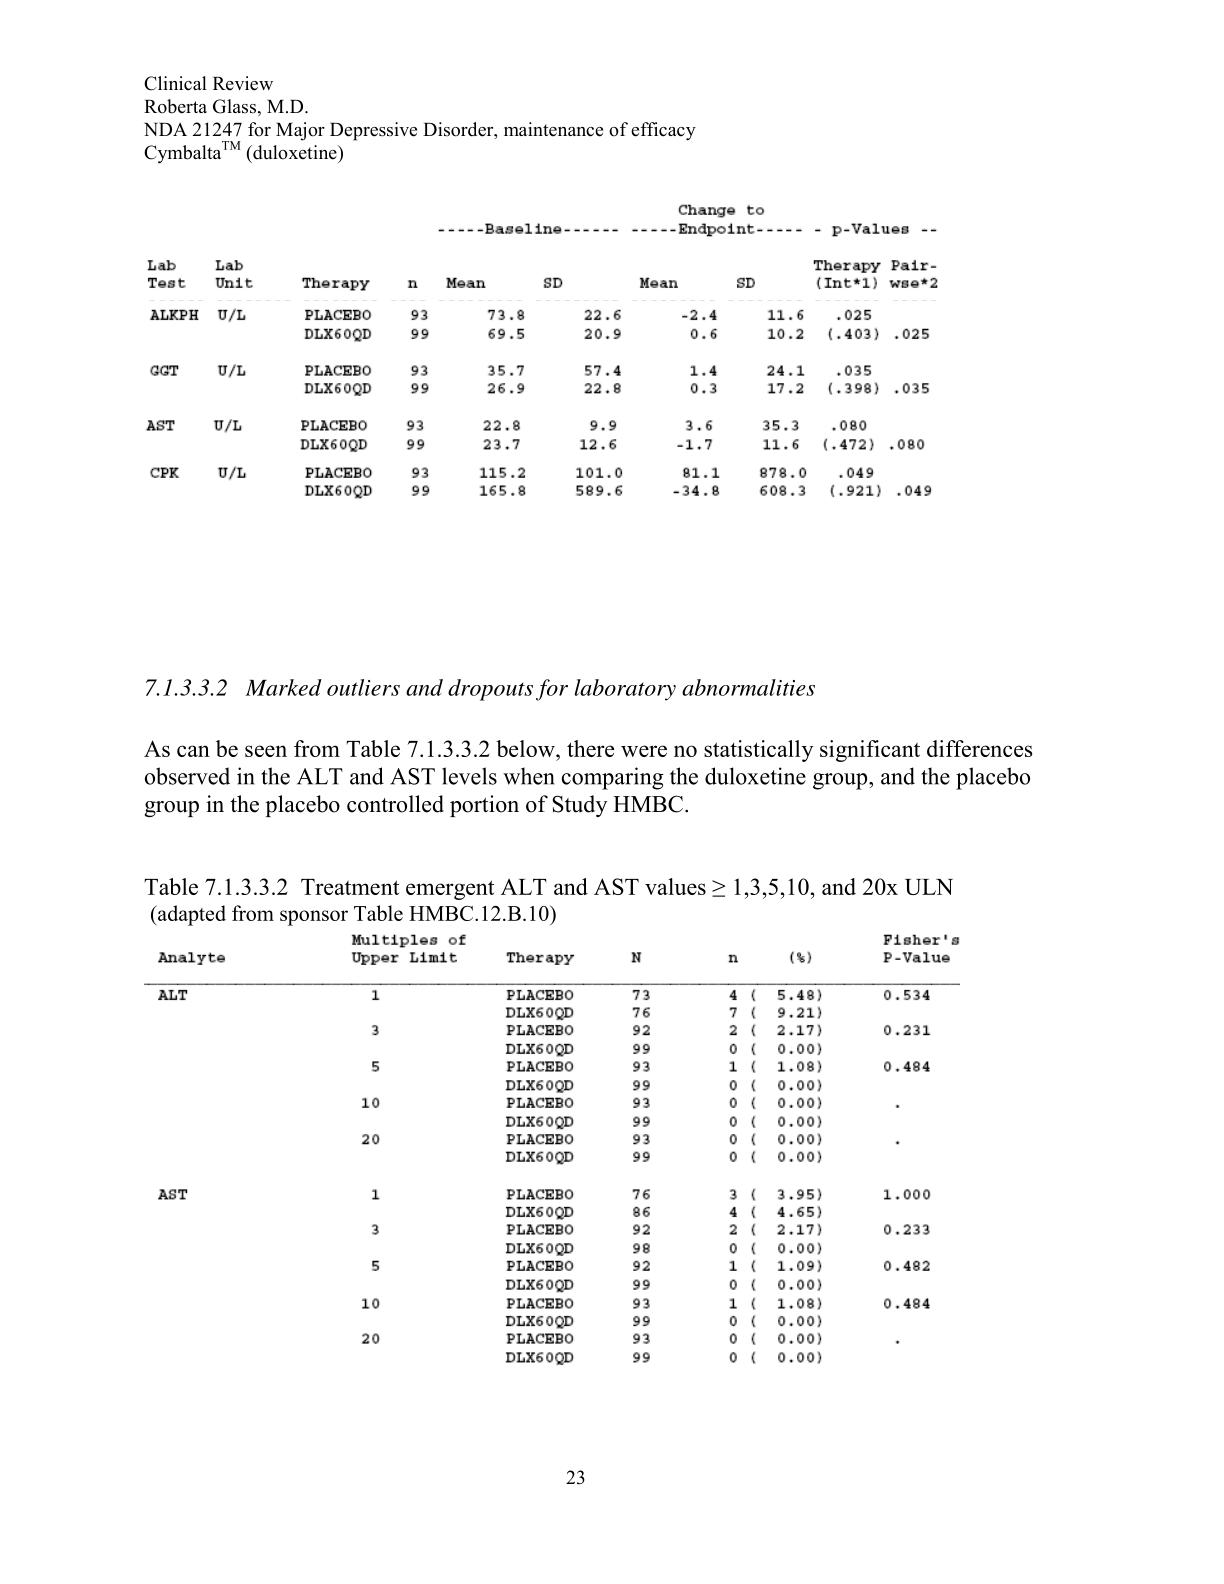 Clinical Review
Roberta Glass, M.D.
NDA 21247 for Major Depressive Disorder, maintenance of efficacy
Cymbalta™ (duloxetine)
Change to
-----Baseline------ -----Endpoint----- - p-Values --
Lab Lab Therapy Pair-
Test Unit Therapy n Mean SD Mean SD (Int*1) wse*2
ALKPH U/L PLACEBO 93 73.8 22.6 -2.4 11.6 .025
DLX60QD 99 69.5 20.9 0.6 10.2 (.403) .025
GGT U/L PLACEBO 93 35.7 57.4 1.4 24.1 .035
DLX60QD 99 26.9 22.8 0.3 17.2 (.398) .035
AST U/L PLACEBO 93 22.8 9.9 3.6 35.3 .080
DLX60QD 99 23.7 12.6 -1.7 11.6 (.472) .080
CPK U/L PLACEBO 93 115.2 101.0 81.1 878.0 .049
DLX60QD 99 165.8 589.6 -34.8 608.3 (.921) .049
7.1.3.3.2 Marked outliers and dropouts for laboratory abnormalities
As can be seen from Table 7.1.3.3.2 below, there were no statistically significant differences
observed in the ALT and AST levels when comparing the duloxetine group, and the placebo
group in the placebo controlled portion of Study HMBC.
Table 7.1.3.3.2 Treatment emergent ALT and AST values ≥ 1,3,5,10, and 20x ULN
(adapted from sponsor Table HMBC.12.B.10)
Multiples of Fisher's
Analyte Upper Limit Therapy N n (%) P-Value
ALT 1 PLACEBO 73 4 ( 5.48) 0.534
DLX60QD 76 7 ( 9.21)
3 PLACEBO 92 2 ( 2.17) 0.231
DLX60QD 99 0 ( 0.00)
5 PLACEBO 93 1 ( 1.08) 0.484
DLX60QD 99 0 ( 0.00)
10 PLACEBO 93 0 ( 0.00) .
DLX60QD 99 0 ( 0.00)
20 PLACEBO 93 0 ( 0.00) .
DLX60QD 99 0 ( 0.00)
AST 1 PLACEBO 76 3 ( 3.95) 1.000
DLX60QD 86 4 ( 4.65)
3 PLACEBO 92 2 ( 2.17) 0.233
DLX60QD 98 0 ( 0.00)
5 PLACEBO 92 1 ( 1.09) 0.482
DLX60QD 99 0 ( 0.00)
10 PLACEBO 93 1 ( 1.08) 0.484
DLX60QD 99 0 ( 0.00)
20 PLACEBO 93 0 ( 0.00) .
DLX60QD 99 0 ( 0.00)
23